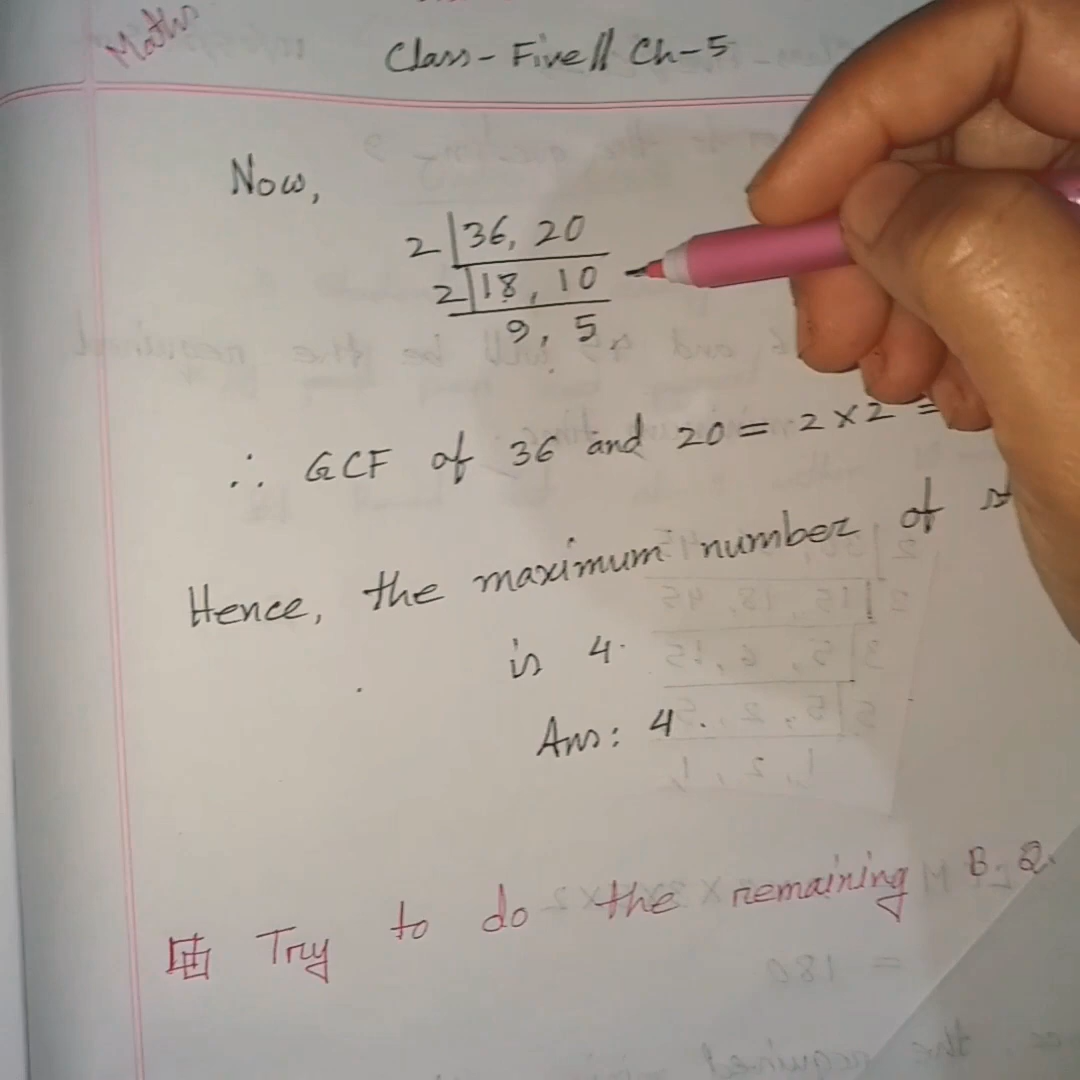 Maths
Class - Five || Ch-5
Now,
2 | 36, 20
2 | 18, 10
9, 5
∴ GCF of 36 and 20 = 2 × 2 =
Hence, the maximum number of
is 4.
Ans: 4.
Try to do the remaining B. Q.